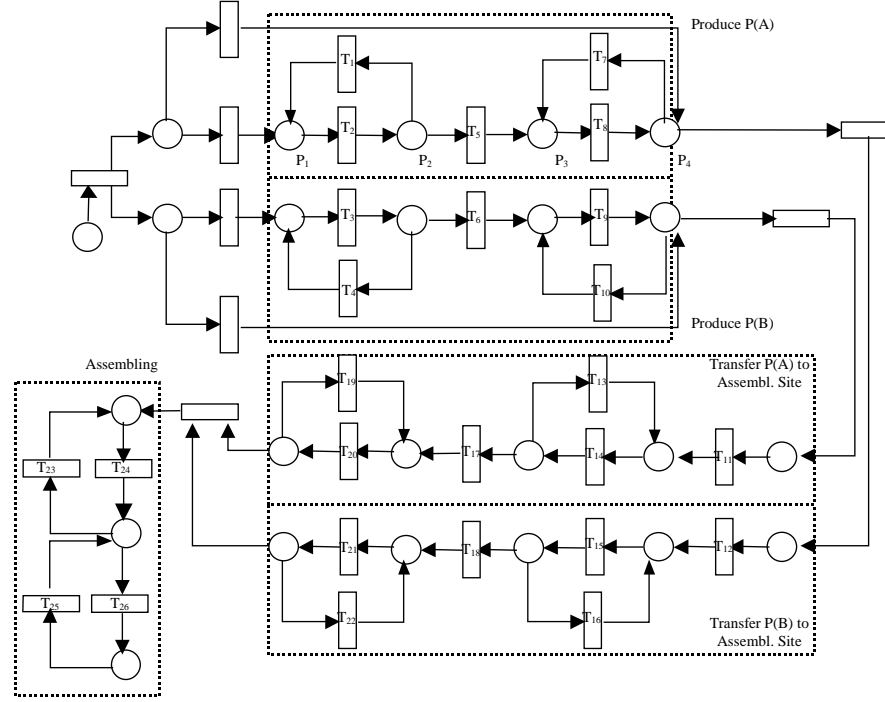 Produce P(A)
T₁
T₇
T₂
T₅
T₈
P₁
P₂
P₃
P₄
T₃
T₆
T₉
T₄
T₁₀
Produce P(B)
Assembling
Transfer P(A) to
Assembl. Site
T₁₉
T₁₃
T₂₀
T₁₇
T₁₄
T₁₁
T₂₃
T₂₄
T₂₁
T₁₈
T₁₅
T₁₂
T₂₅
T₂₆
T₂₂
T₁₆
Transfer P(B) to
Assembl. Site